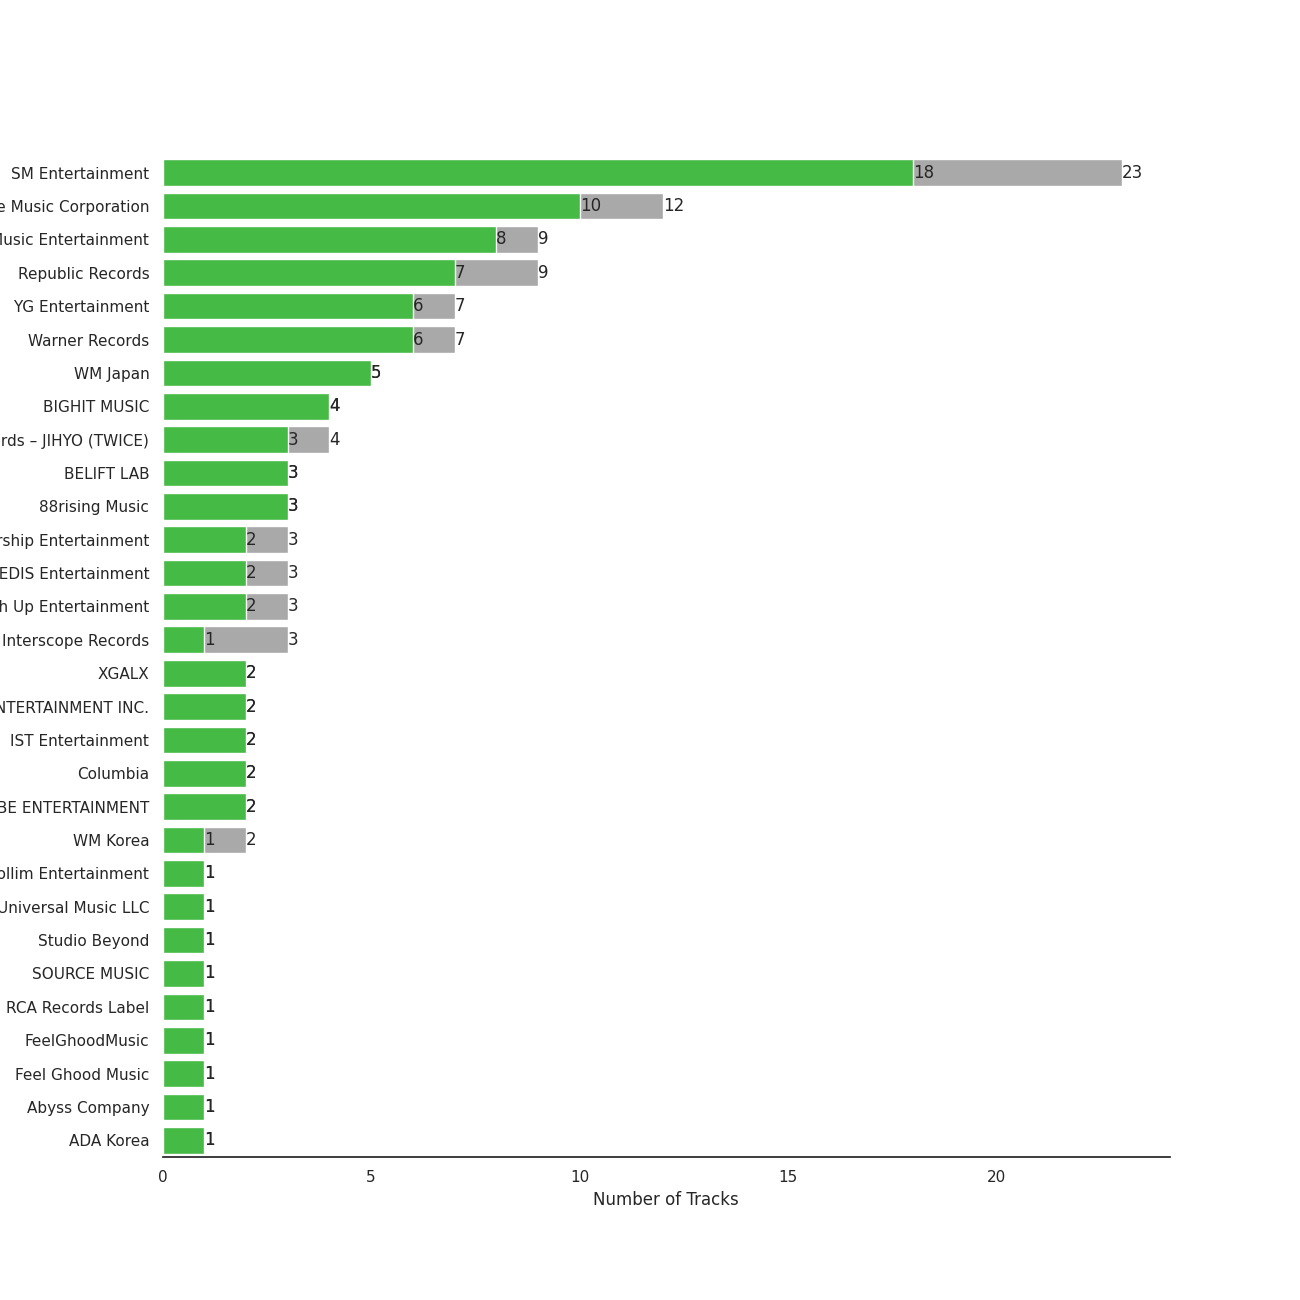 SM Entertainment 18 23
e Music Corporation 10 12
Music Entertainment 8 9
Republic Records 7 9
YG Entertainment 6 7
Warner Records 6 7
WM Japan 5
BIGHIT MUSIC 4
rds – JIHYO (TWICE) 3 4
BELIFT LAB 3
88rising Music 3
rship Entertainment 2 3
EDIS Entertainment 2 3
h Up Entertainment 2 3
Interscope Records 1 3
XGALX 2
NTERTAINMENT INC. 2
IST Entertainment 2
Columbia 2
BE ENTERTAINMENT 2
WM Korea 1 2
ollim Entertainment 1
Universal Music LLC 1
Studio Beyond 1
SOURCE MUSIC 1
RCA Records Label 1
FeelGhoodMusic 1
Feel Ghood Music 1
Abyss Company 1
ADA Korea 1
0 5 10 15 20
Number of Tracks